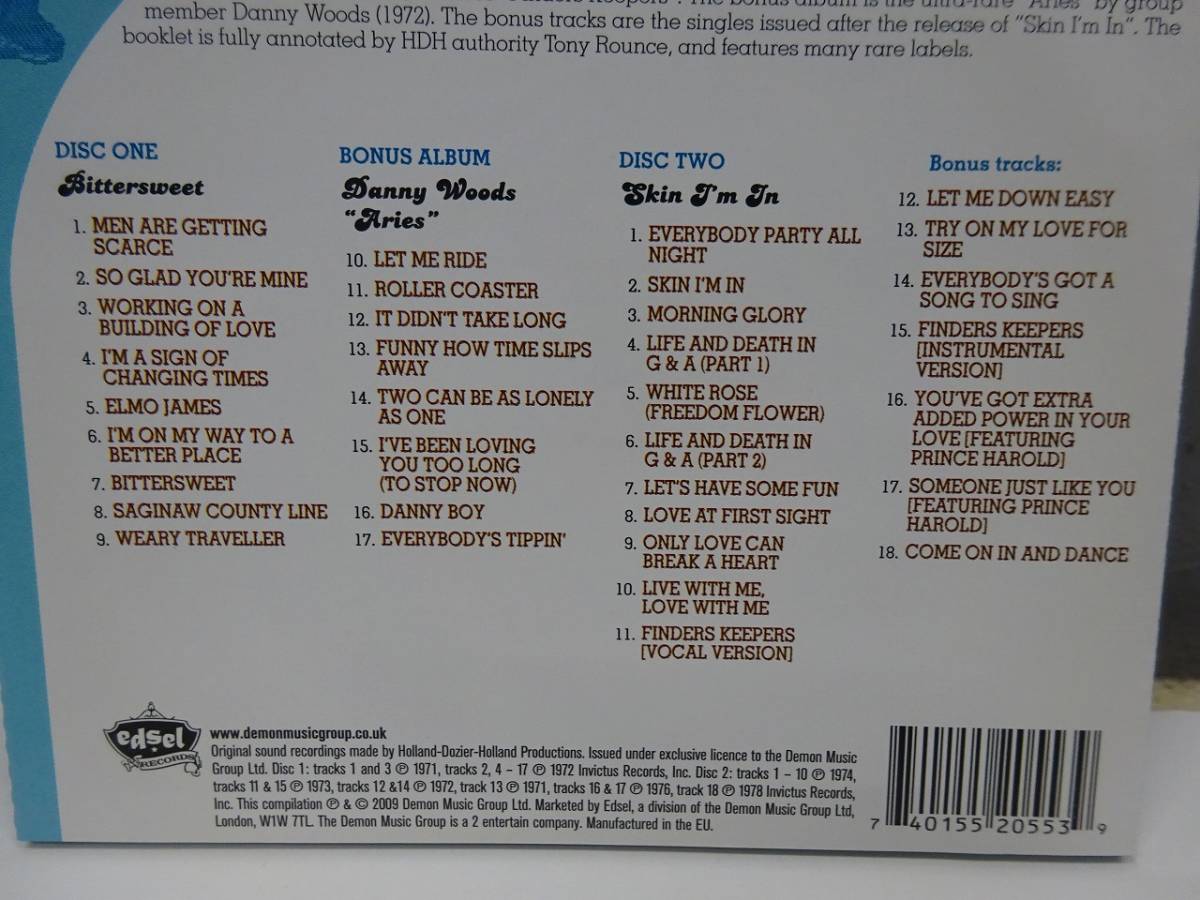 "Finders Keepers". The bonus album is the ultra-rare "Aries" by group
member Danny Woods (1972). The bonus tracks are the singles issued after the release of "Skin I'm In". The
booklet is fully annotated by HDH authority Tony Rounce, and features many rare labels.
DISC ONE
Bittersweet
1. MEN ARE GETTING
SCARCE
2. SO GLAD YOU'RE MINE
3. WORKING ON A
BUILDING OF LOVE
4. I'M A SIGN OF
CHANGING TIMES
5. ELMO JAMES
6. I'M ON MY WAY TO A
BETTER PLACE
7. BITTERSWEET
8. SAGINAW COUNTY LINE
9. WEARY TRAVELLER
BONUS ALBUM
Danny Woods
"Aries"
10. LET ME RIDE
11. ROLLER COASTER
12. IT DIDN'T TAKE LONG
13. FUNNY HOW TIME SLIPS
AWAY
14. TWO CAN BE AS LONELY
AS ONE
15. I'VE BEEN LOVING
YOU TOO LONG
(TO STOP NOW)
16. DANNY BOY
17. EVERYBODY'S TIPPIN'
DISC TWO
Skin I'm In
1. EVERYBODY PARTY ALL
NIGHT
2. SKIN I'M IN
3. MORNING GLORY
4. LIFE AND DEATH IN
G & A (PART 1)
5. WHITE ROSE
(FREEDOM FLOWER)
6. LIFE AND DEATH IN
G & A (PART 2)
7. LET'S HAVE SOME FUN
8. LOVE AT FIRST SIGHT
9. ONLY LOVE CAN
BREAK A HEART
10. LIVE WITH ME,
LOVE WITH ME
11. FINDERS KEEPERS
[VOCAL VERSION]
Bonus tracks:
12. LET ME DOWN EASY
13. TRY ON MY LOVE FOR
SIZE
14. EVERYBODY'S GOT A
SONG TO SING
15. FINDERS KEEPERS
[INSTRUMENTAL
VERSION]
16. YOU'VE GOT EXTRA
ADDED POWER IN YOUR
LOVE [FEATURING
PRINCE HAROLD]
17. SOMEONE JUST LIKE YOU
[FEATURING PRINCE
HAROLD]
18. COME ON IN AND DANCE
edsel
RECORDS
www.demonmusicgroup.co.uk
Original sound recordings made by Holland-Dozier-Holland Productions. Issued under exclusive licence to the Demon Music
Group Ltd. Disc 1: tracks 1 and 3 ℗ 1971, tracks 2, 4 – 17 ℗ 1972 Invictus Records, Inc. Disc 2: tracks 1 – 10 ℗ 1974,
tracks 11 & 15 ℗ 1973, tracks 12 &14 ℗ 1972, track 13 ℗ 1971, tracks 16 & 17 ℗ 1976, track 18 ℗ 1978 Invictus Records,
Inc. This compilation ℗ & © 2009 Demon Music Group Ltd. Marketed by Edsel, a division of the Demon Music Group Ltd,
London, W1W 7TL. The Demon Music Group is a 2 entertain company. Manufactured in the EU.
7 40155 20553 9